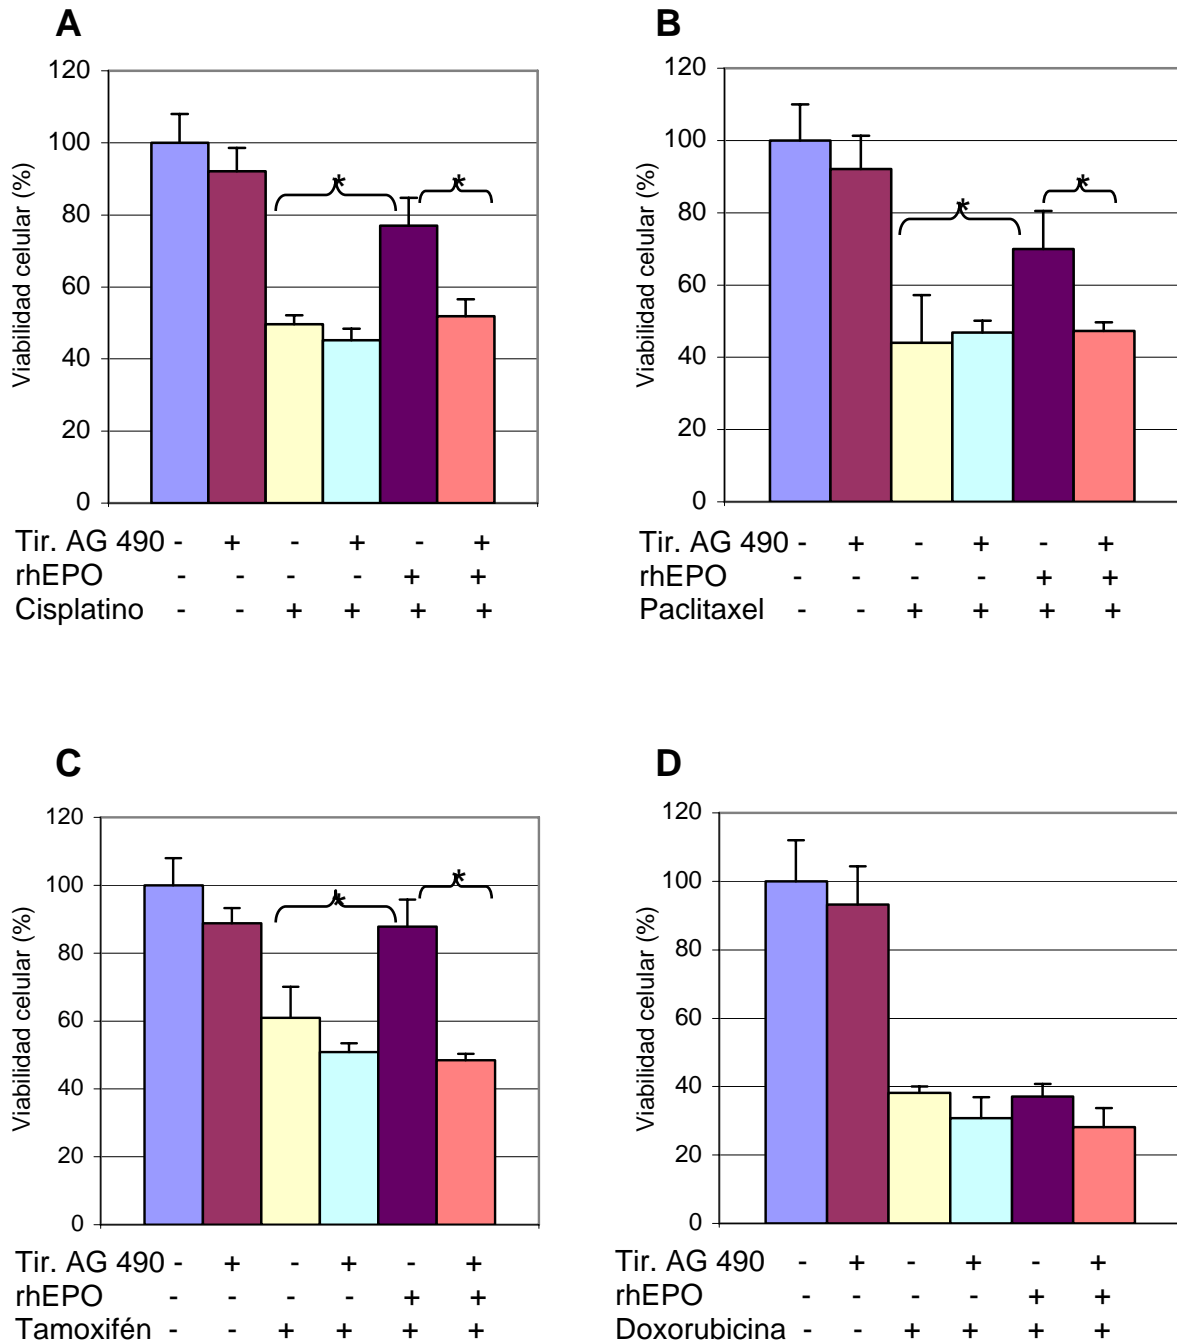 A
120
100
80
60
40
20
0
Viabilidad celular (%)
* *
Tir. AG 490 - + - + - +
rhEPO - - - - + +
Cisplatino - - + + + +
B
120
100
80
60
40
20
0
Viabilidad celular (%)
* *
Tir. AG 490 - + - + - +
rhEPO - - - - + +
Paclitaxel - - + + + +
C
120
100
80
60
40
20
0
Viabilidad celular (%)
* *
Tir. AG 490 - + - + - +
rhEPO - - - - + +
Tamoxifén - - + + + +
D
120
100
80
60
40
20
0
Viabilidad celular (%)
Tir. AG 490 - + - + - +
rhEPO - - - - + +
Doxorubicina - - + + + +